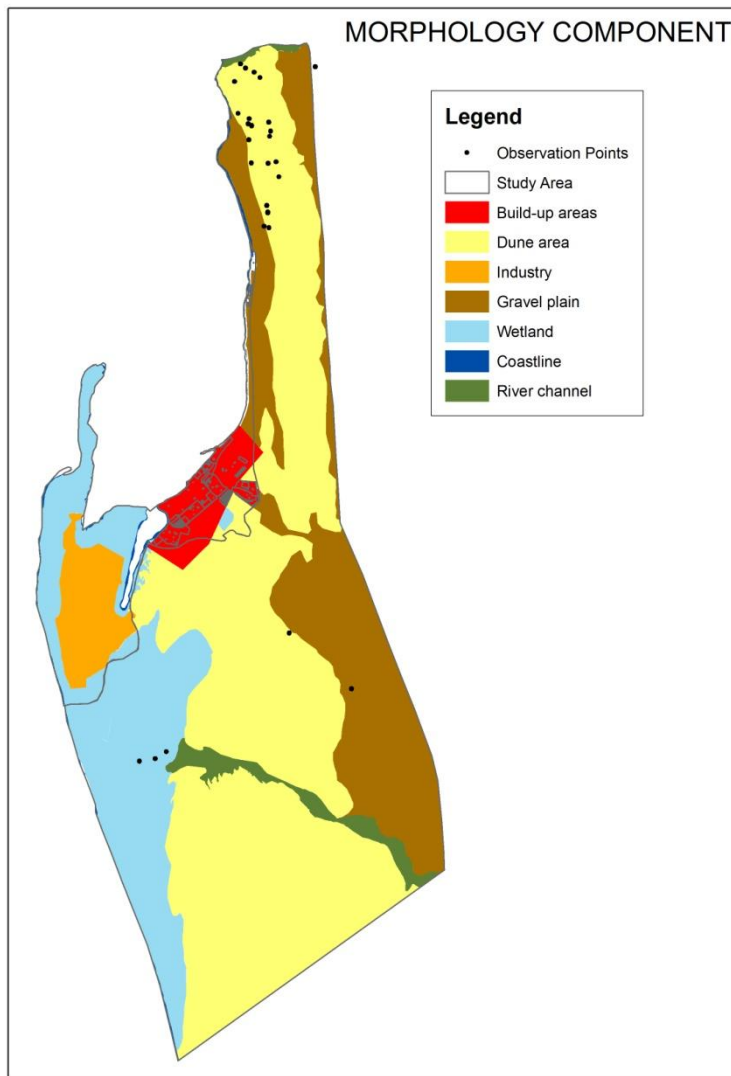 MORPHOLOGY COMPONENT
Legend
Observation Points
Study Area
Build-up areas
Dune area
Industry
Gravel plain
Wetland
Coastline
River channel